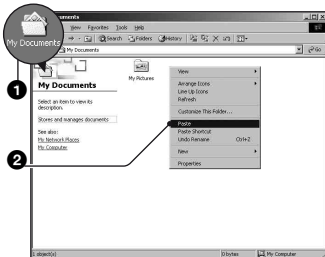 My Documents
View Favorites Tools Help
Search Folders History
My Documents
Go
1
My Documents
Select an item to view its
description.
Stores and manages documents
See also:
My Network Places
My Computer
My Pictures
2
View
Arrange Icons
Line Up Icons
Refresh
Customize This Folder...
Paste
Paste Shortcut
Undo Rename Ctrl+Z
New
Properties
1 object(s)
0 bytes
My Computer